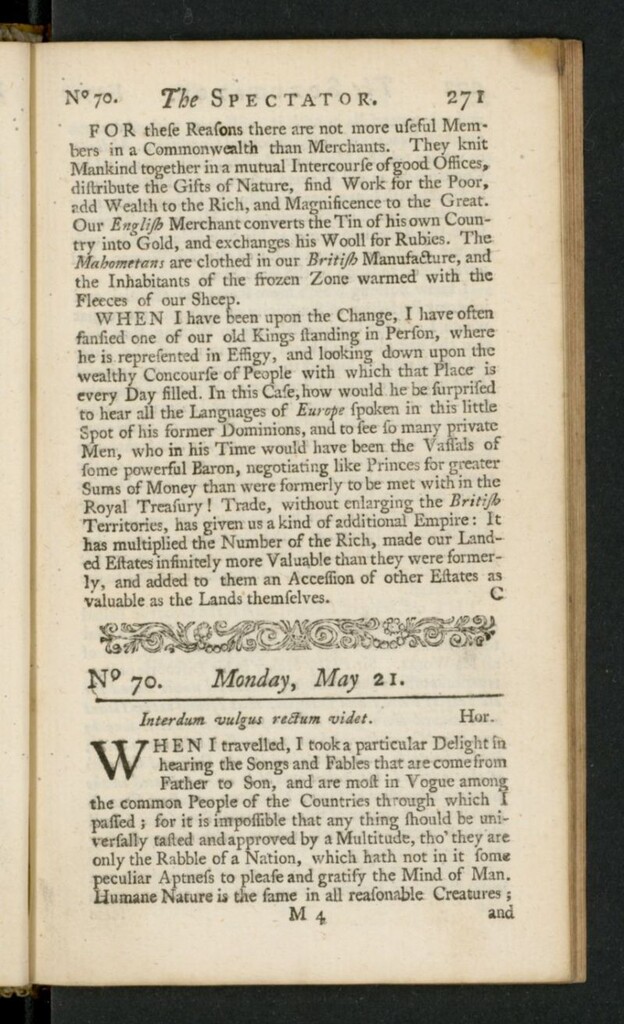 Nº 70. The SPECTATOR. 271
FOR theſe Reaſons there are not more uſeful Mem-
bers in a Commonwealth than Merchants. They knit
Mankind together in a mutual Intercourſe of good Offices,
diſtribute the Gifts of Nature, find Work for the Poor,
add Wealth to the Rich, and Magnificence to the Great.
Our Engliſh Merchant converts the Tin of his own Coun-
try into Gold, and exchanges his Wooll for Rubies. The
Mahometans are clothed in our Britiſh Manufacture, and
the Inhabitants of the frozen Zone warmed with the
Fleeces of our Sheep.
WHEN I have been upon the Change, I have often
fanſied one of our old Kings ſtanding in Perſon, where
he is repreſented in Effigy, and looking down upon the
wealthy Concourſe of People with which that Place is
every Day filled. In this Caſe, how would he be ſurpriſed
to hear all the Languages of Europe ſpoken in this little
Spot of his former Dominions, and to ſee ſo many private
Men, who in his Time would have been the Vaſſals of
ſome powerful Baron, negotiating like Princes for greater
Sums of Money than were formerly to be met with in the
Royal Treaſury! Trade, without enlarging the Britiſh
Territories, has given us a kind of additional Empire: It
has multiplied the Number of the Rich, made our Land-
ed Eſtates infinitely more Valuable than they were former-
ly, and added to them an Acceſſion of other Eſtates as
valuable as the Lands themſelves. C
Nº 70. Monday, May 21.
Interdum vulgus rectum videt. Hor.
WHEN I travelled, I took a particular Delight in
hearing the Songs and Fables that are come from
Father to Son, and are moſt in Vogue among
the common People of the Countries through which I
paſſed; for it is impoſſible that any thing ſhould be uni-
verſally taſted and approved by a Multitude, tho' they are
only the Rabble of a Nation, which hath not in it ſome
peculiar Aptneſs to pleaſe and gratify the Mind of Man.
Humane Nature is the ſame in all reaſonable Creatures;
M 4 and